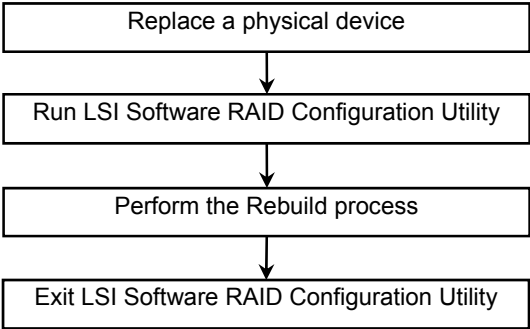 Replace a physical device
Run LSI Software RAID Configuration Utility
Perform the Rebuild process
Exit LSI Software RAID Configuration Utility